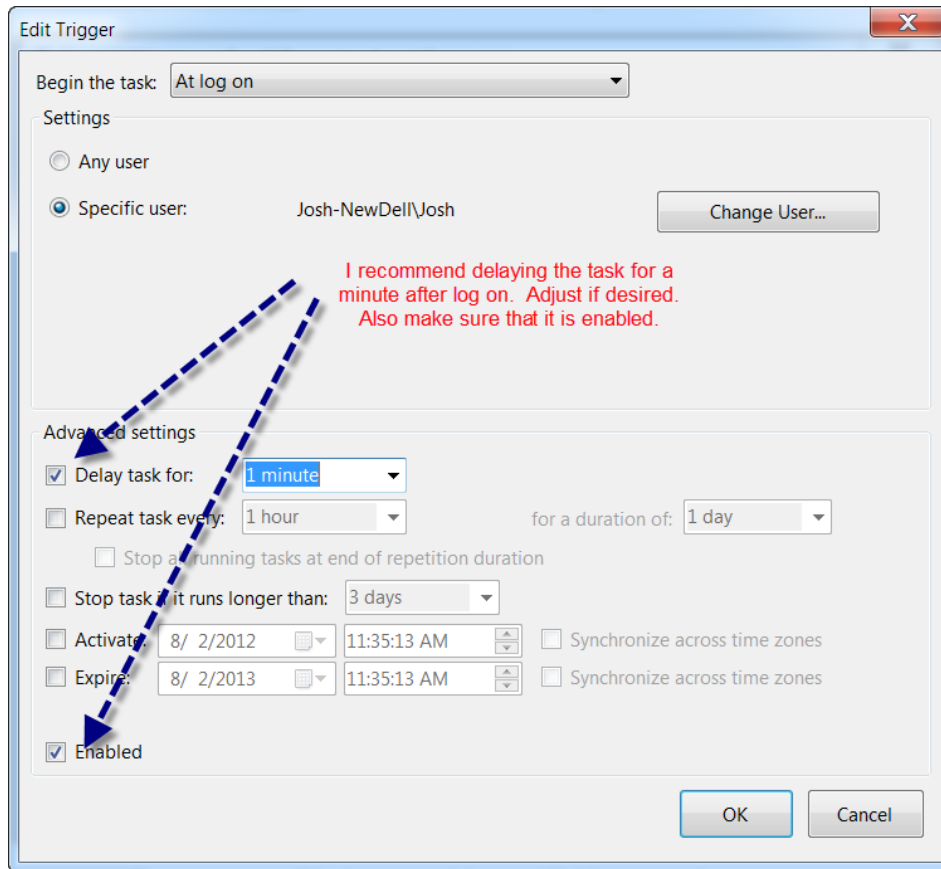 Edit Trigger
Begin the task: At log on
Settings
Any user
Specific user: Josh-NewDell\Josh Change User...
I recommend delaying the task for a
minute after log on. Adjust if desired.
Also make sure that it is enabled.
Advanced settings
Delay task for: 1 minute
Repeat task every: 1 hour for a duration of: 1 day
Stop all running tasks at end of repetition duration
Stop task if it runs longer than: 3 days
Activate: 8/ 2/2012 11:35:13 AM Synchronize across time zones
Expire: 8/ 2/2013 11:35:13 AM Synchronize across time zones
Enabled
OK Cancel